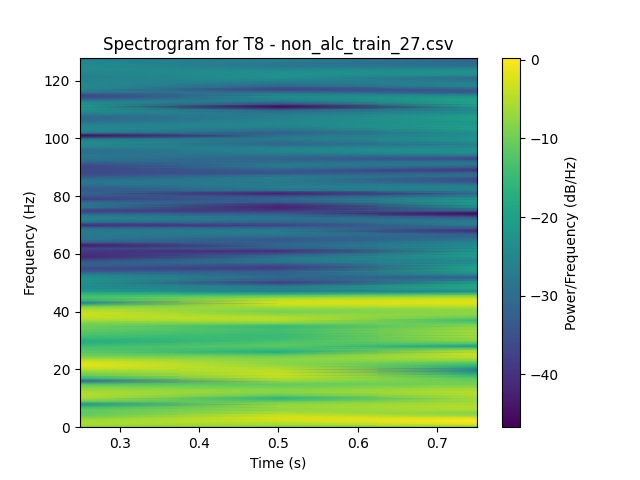 Spectrogram for T8 - non_alc_train_27.csv
120
100
80
60
40
20
0
Frequency (Hz)
0.3 0.4 0.5 0.6 0.7
Time (s)
0
−10
−20
−30
−40
Power/Frequency (dB/Hz)